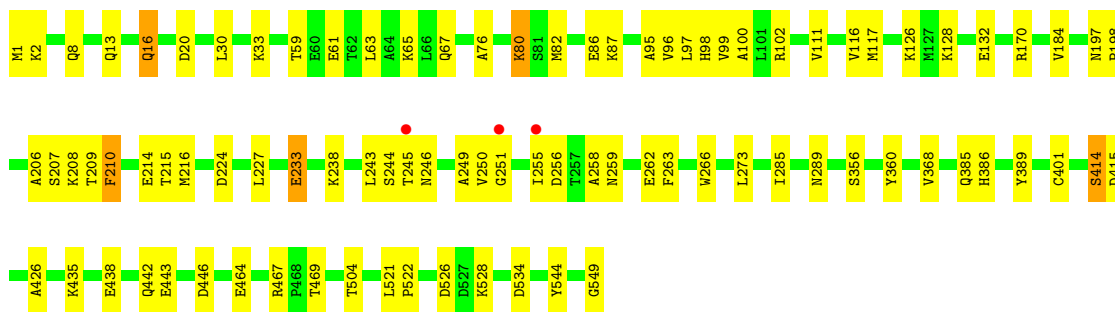 M1 K2 Q8 Q13 Q16 D20 L30 K33 T59 E60 E61 T62 L63 A64 K65 L66 Q67 A76 K80 S81 M82 E86 K87 A95 V96 L97 H98 V99 A100 L101 R102 V111 V116 M117 K126 M127 K128 E132 R170 V184 N197
A206 S207 K208 T209 F210 E214 T215 M216 D224 L227 E233 K238 L243 S244 T245 N246 A249 V250 G251 I255 D256 T257 A258 N259 E262 F263 W266 L273 I285 N289 S356 Y360 V368 Q385 H386 Y389 C401 S414
A426 K435 E438 Q442 E443 D446 E464 R467 P468 T469 T504 L521 P522 D526 D527 K528 D534 Y544 G549